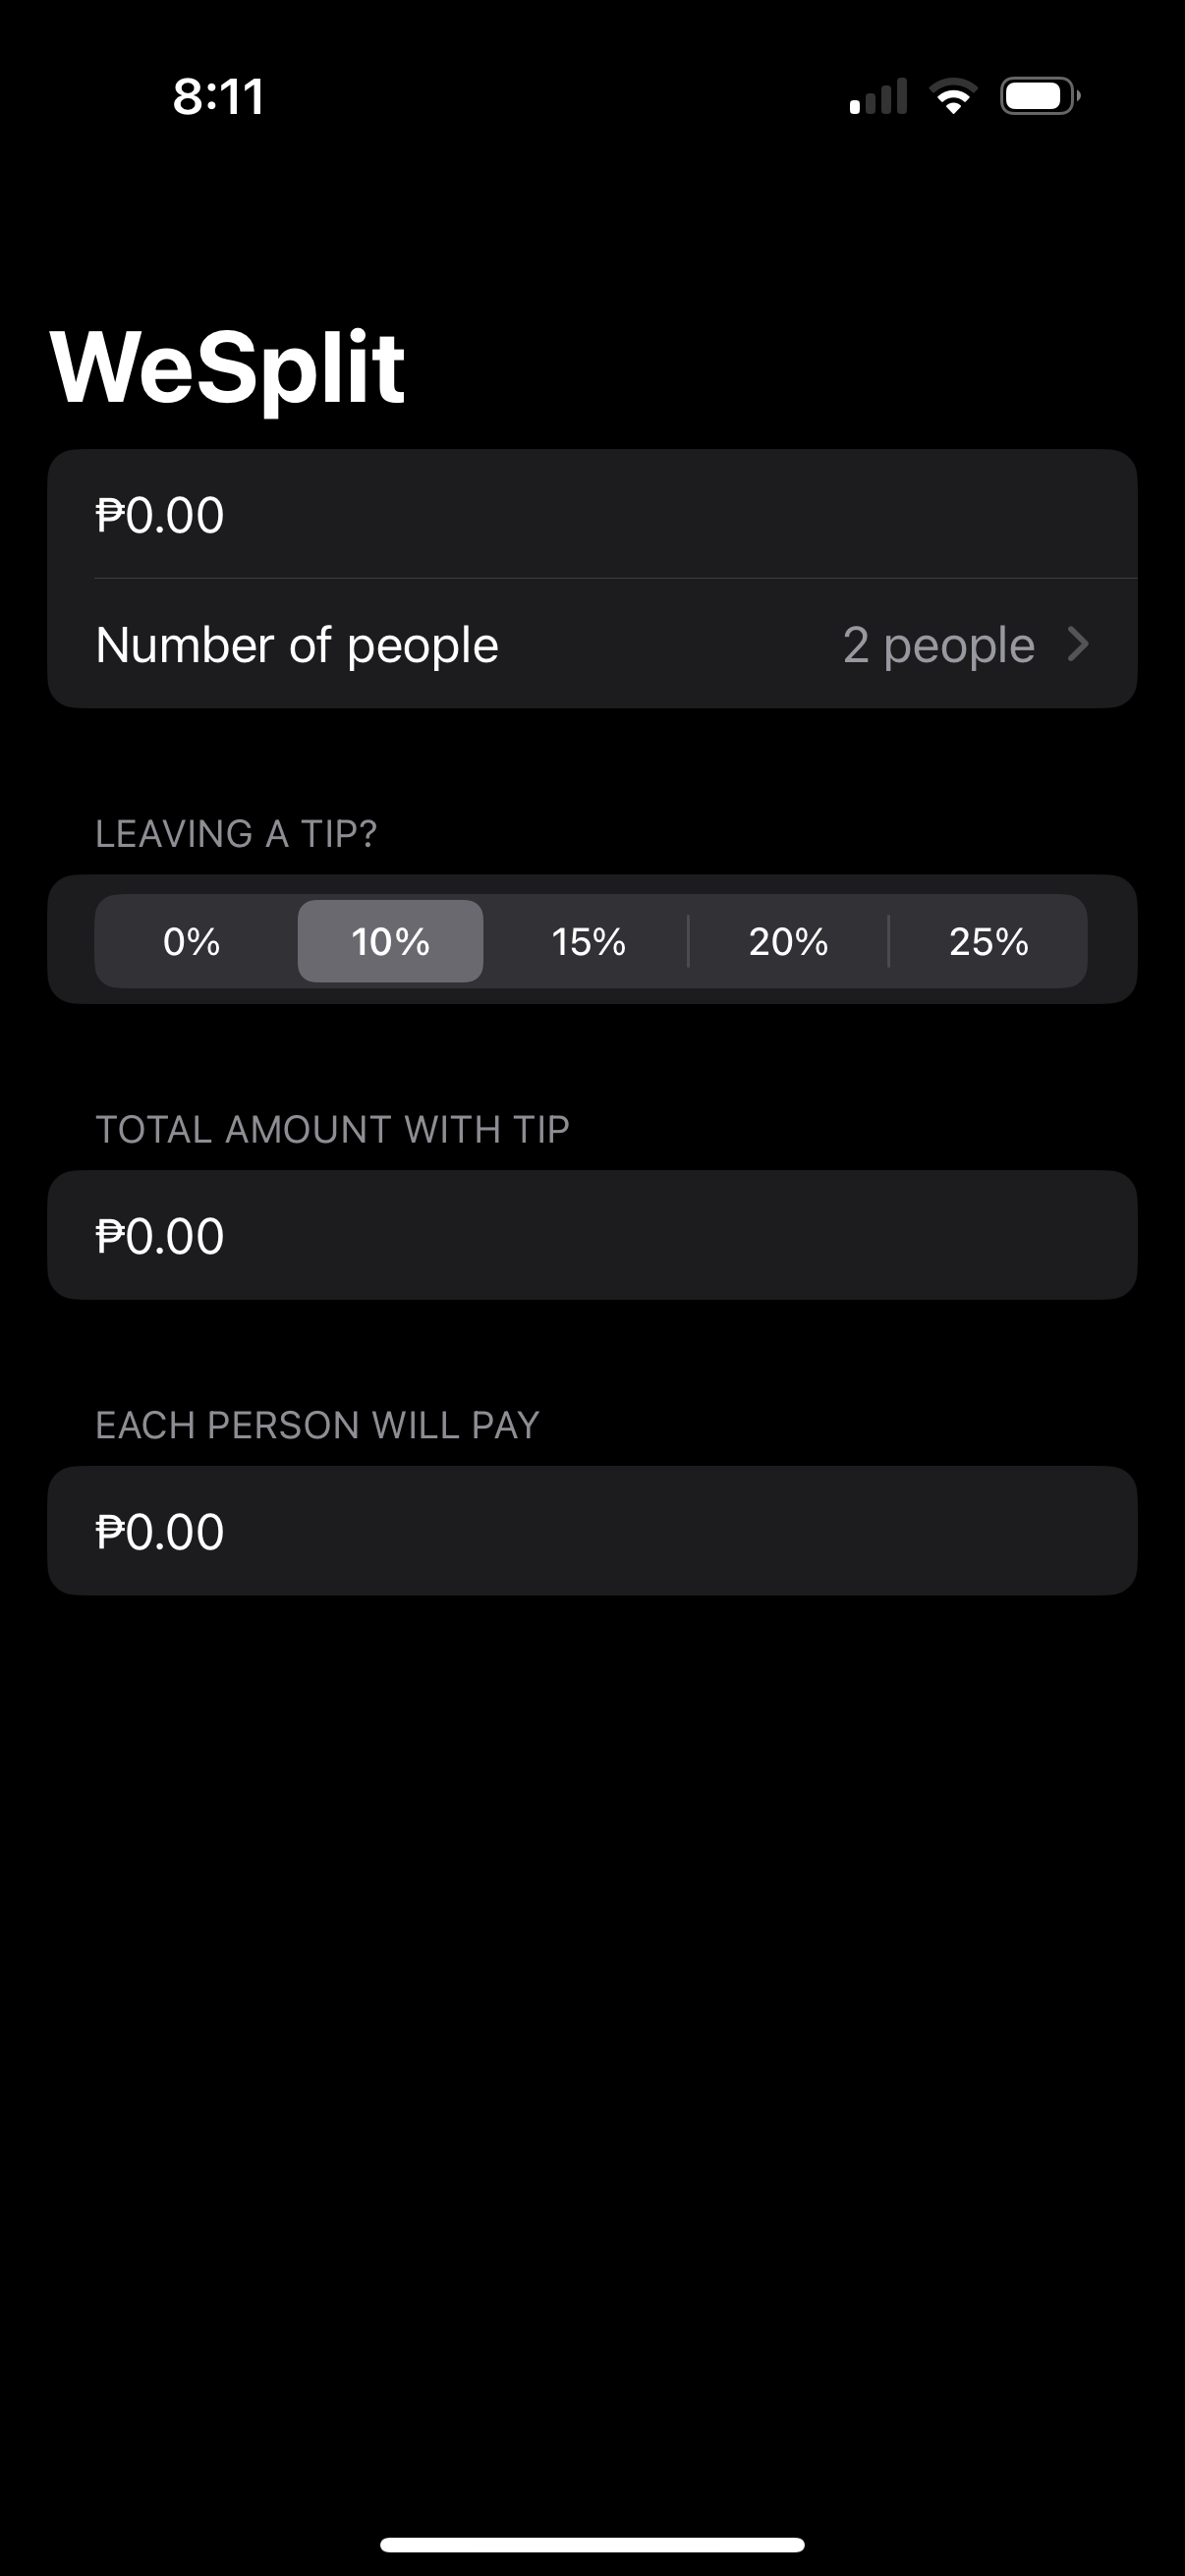 8:11
WeSplit
₱0.00
Number of people 2 people
LEAVING A TIP?
0% 10% 15% 20% 25%
TOTAL AMOUNT WITH TIP
₱0.00
EACH PERSON WILL PAY
₱0.00